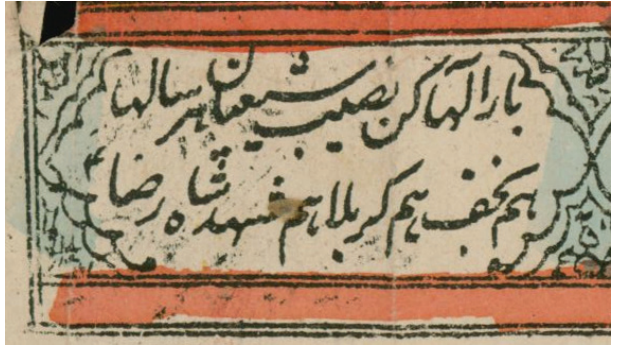 بارالها کن نصیب شیعیان هر سالها
هم نجف هم کربلا هم مشهد شاه رضا